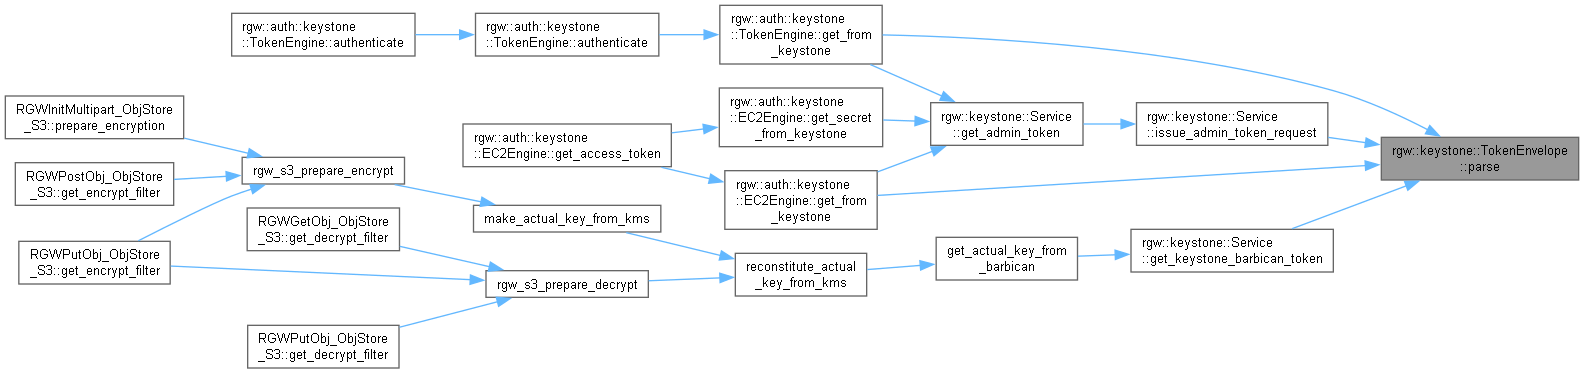 rgw::auth::keystone
::TokenEngine::authenticate
rgw::auth::keystone
::TokenEngine::authenticate
rgw::auth::keystone
::TokenEngine::get_from
_keystone
RGWInitMultipart_ObjStore
_S3::prepare_encryption
rgw::auth::keystone
::EC2Engine::get_secret
_from_keystone
rgw::keystone::Service
::get_admin_token
rgw::keystone::Service
::issue_admin_token_request
rgw::auth::keystone
::EC2Engine::get_access_token
rgw::keystone::TokenEnvelope
::parse
rgw_s3_prepare_encrypt
RGWPostObj_ObjStore
_S3::get_encrypt_filter
rgw::auth::keystone
::EC2Engine::get_from
_keystone
make_actual_key_from_kms
RGWGetObj_ObjStore
_S3::get_decrypt_filter
RGWPutObj_ObjStore
_S3::get_encrypt_filter
get_actual_key_from
_barbican
rgw::keystone::Service
::get_keystone_barbican_token
reconstitute_actual
_key_from_kms
rgw_s3_prepare_decrypt
RGWPutObj_ObjStore
_S3::get_decrypt_filter